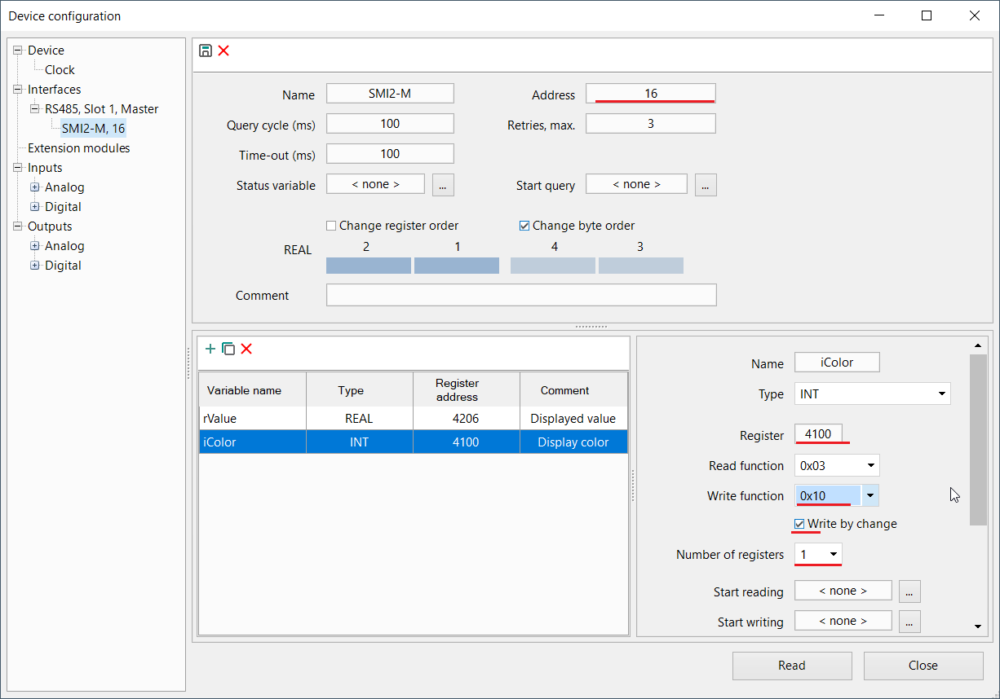 Device configuration
Device
Clock
Interfaces
RS485, Slot 1, Master
SMI2-M, 16
Extension modules
Inputs
Analog
Digital
Outputs
Analog
Digital
Name SMI2-M Address 16
Query cycle (ms) 100 Retries, max. 3
Time-out (ms) 100
Status variable < none > ... Start query < none > ...
Change register order Change byte order
REAL 2 1 4 3
Comment
Variable name Type Register address Comment
rValue REAL 4206 Displayed value
iColor INT 4100 Display color
Name iColor
Type INT
Register 4100
Read function 0x03
Write function 0x10
Write by change
Number of registers 1
Start reading < none > ...
Start writing < none > ...
Read Close